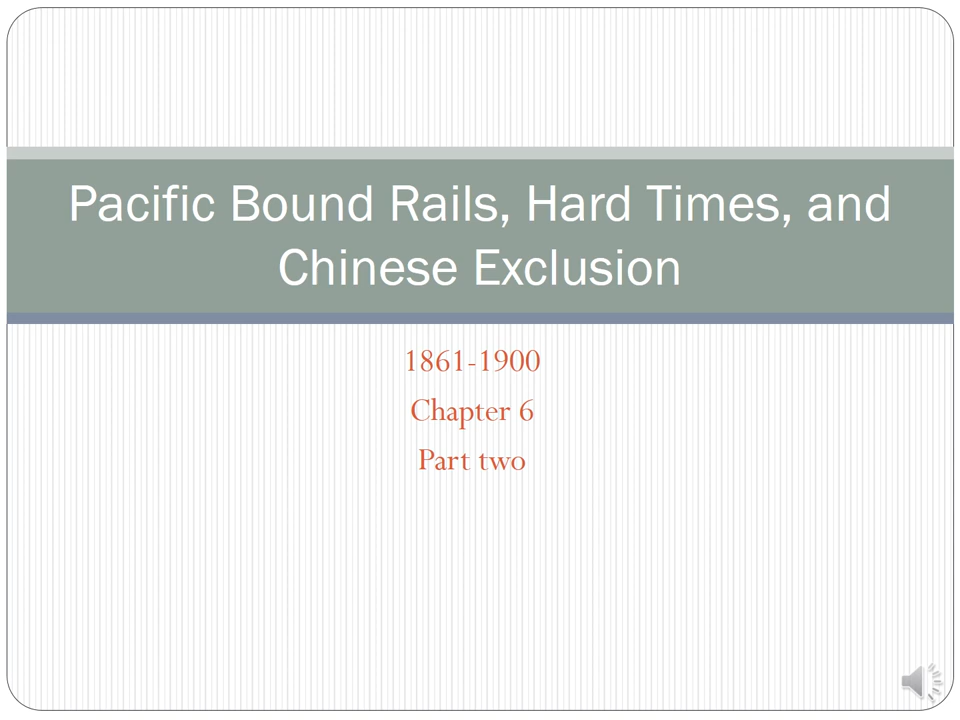 Pacific Bound Rails, Hard Times, and
Chinese Exclusion
1861-1900
Chapter 6
Part two